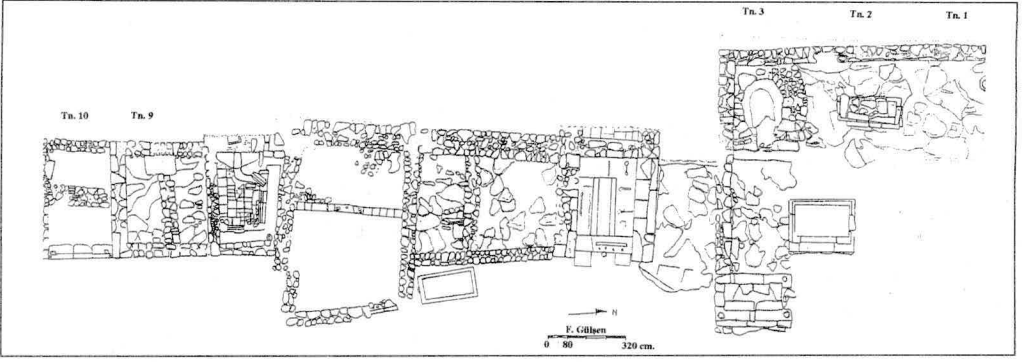 Tn. 3 Tn. 2 Tn. 1
Tn. 10 Tn. 9
N
F. Gülşen
0 80 320 cm.